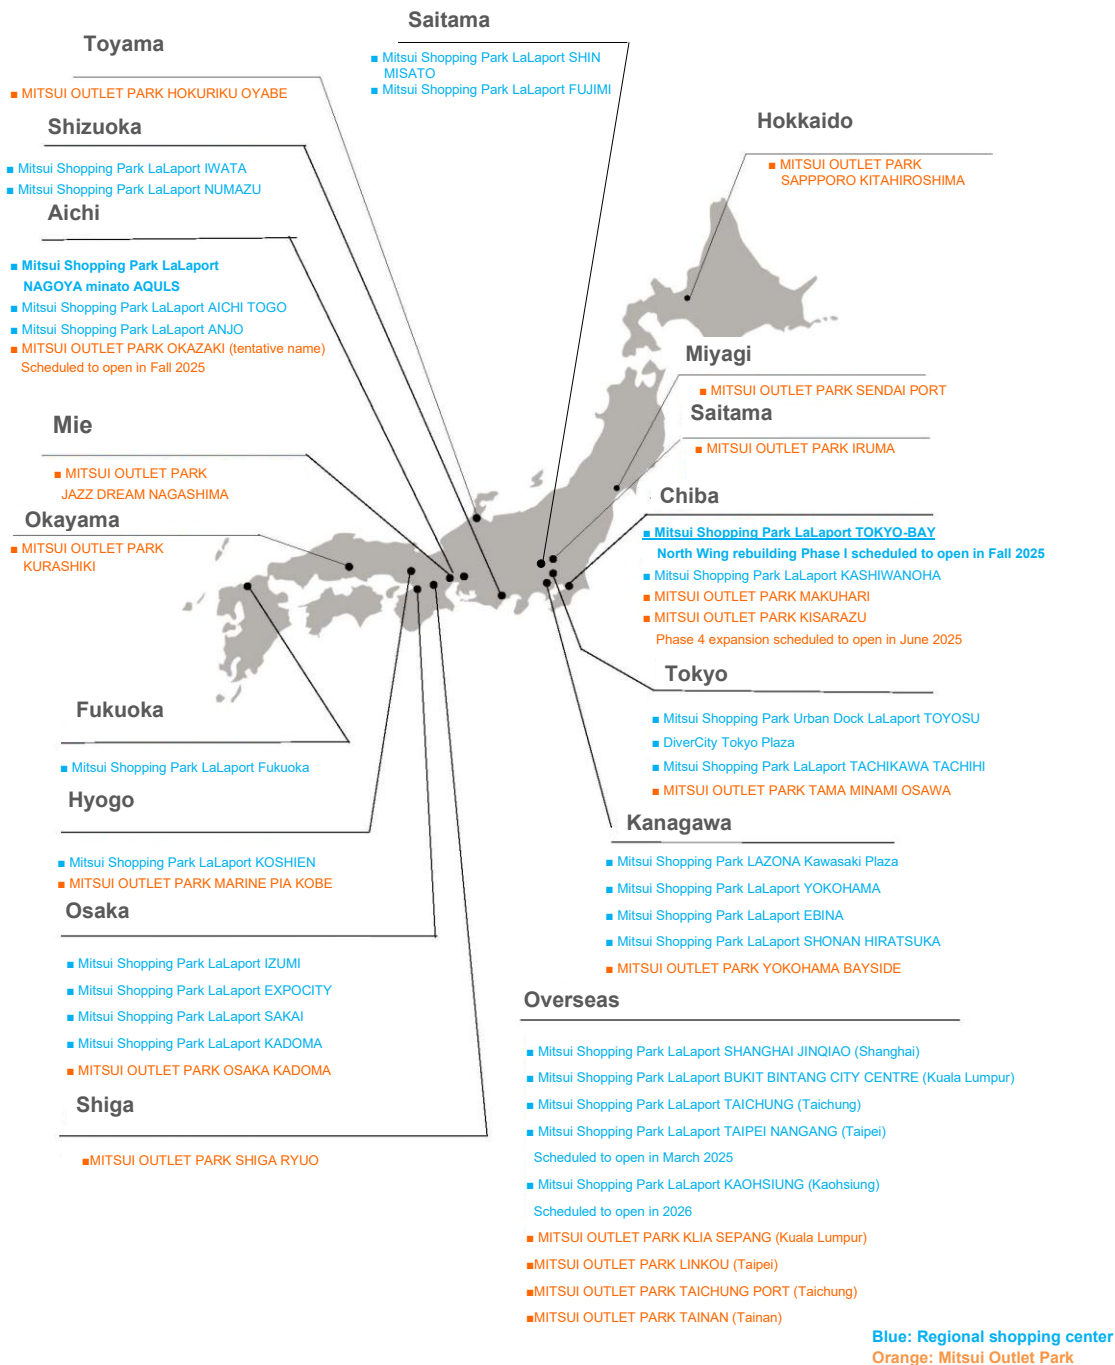 Saitama
■ Mitsui Shopping Park LaLaport SHIN
MISATO
■ Mitsui Shopping Park LaLaport FUJIMI
Toyama
■ MITSUI OUTLET PARK HOKURIKU OYABE
Shizuoka
■ Mitsui Shopping Park LaLaport IWATA
■ Mitsui Shopping Park LaLaport NUMAZU
Aichi
■ Mitsui Shopping Park LaLaport
NAGOYA minato AQULS
■ Mitsui Shopping Park LaLaport AICHI TOGO
■ Mitsui Shopping Park LaLaport ANJO
■ MITSUI OUTLET PARK OKAZAKI (tentative name)
Scheduled to open in Fall 2025
Mie
■ MITSUI OUTLET PARK
JAZZ DREAM NAGASHIMA
Okayama
■ MITSUI OUTLET PARK
KURASHIKI
Hokkaido
■ MITSUI OUTLET PARK
SAPPPORO KITAHIROSHIMA
Miyagi
■ MITSUI OUTLET PARK SENDAI PORT
Saitama
■ MITSUI OUTLET PARK IRUMA
Chiba
■ Mitsui Shopping Park LaLaport TOKYO-BAY
North Wing rebuilding Phase I scheduled to open in Fall 2025
■ Mitsui Shopping Park LaLaport KASHIWANOHA
■ MITSUI OUTLET PARK MAKUHARI
■ MITSUI OUTLET PARK KISARAZU
Phase 4 expansion scheduled to open in June 2025
Tokyo
■ Mitsui Shopping Park Urban Dock LaLaport TOYOSU
■ DiverCity Tokyo Plaza
■ Mitsui Shopping Park LaLaport TACHIKAWA TACHIHI
■ MITSUI OUTLET PARK TAMA MINAMI OSAWA
Kanagawa
■ Mitsui Shopping Park LAZONA Kawasaki Plaza
■ Mitsui Shopping Park LaLaport YOKOHAMA
■ Mitsui Shopping Park LaLaport EBINA
■ Mitsui Shopping Park LaLaport SHONAN HIRATSUKA
■ MITSUI OUTLET PARK YOKOHAMA BAYSIDE
Fukuoka
■ Mitsui Shopping Park LaLaport Fukuoka
Hyogo
■ Mitsui Shopping Park LaLaport KOSHIEN
■ MITSUI OUTLET PARK MARINE PIA KOBE
Osaka
■ Mitsui Shopping Park LaLaport IZUMI
■ Mitsui Shopping Park LaLaport EXPOCITY
■ Mitsui Shopping Park LaLaport SAKAI
■ Mitsui Shopping Park LaLaport KADOMA
■ MITSUI OUTLET PARK OSAKA KADOMA
Shiga
■MITSUI OUTLET PARK SHIGA RYUO
Overseas
■ Mitsui Shopping Park LaLaport SHANGHAI JINQIAO (Shanghai)
■ Mitsui Shopping Park LaLaport BUKIT BINTANG CITY CENTRE (Kuala Lumpur)
■ Mitsui Shopping Park LaLaport TAICHUNG (Taichung)
■ Mitsui Shopping Park LaLaport TAIPEI NANGANG (Taipei)
Scheduled to open in March 2025
■ Mitsui Shopping Park LaLaport KAOHSIUNG (Kaohsiung)
Scheduled to open in 2026
■ MITSUI OUTLET PARK KLIA SEPANG (Kuala Lumpur)
■MITSUI OUTLET PARK LINKOU (Taipei)
■MITSUI OUTLET PARK TAICHUNG PORT (Taichung)
■MITSUI OUTLET PARK TAINAN (Tainan)
Blue: Regional shopping center
Orange: Mitsui Outlet Park